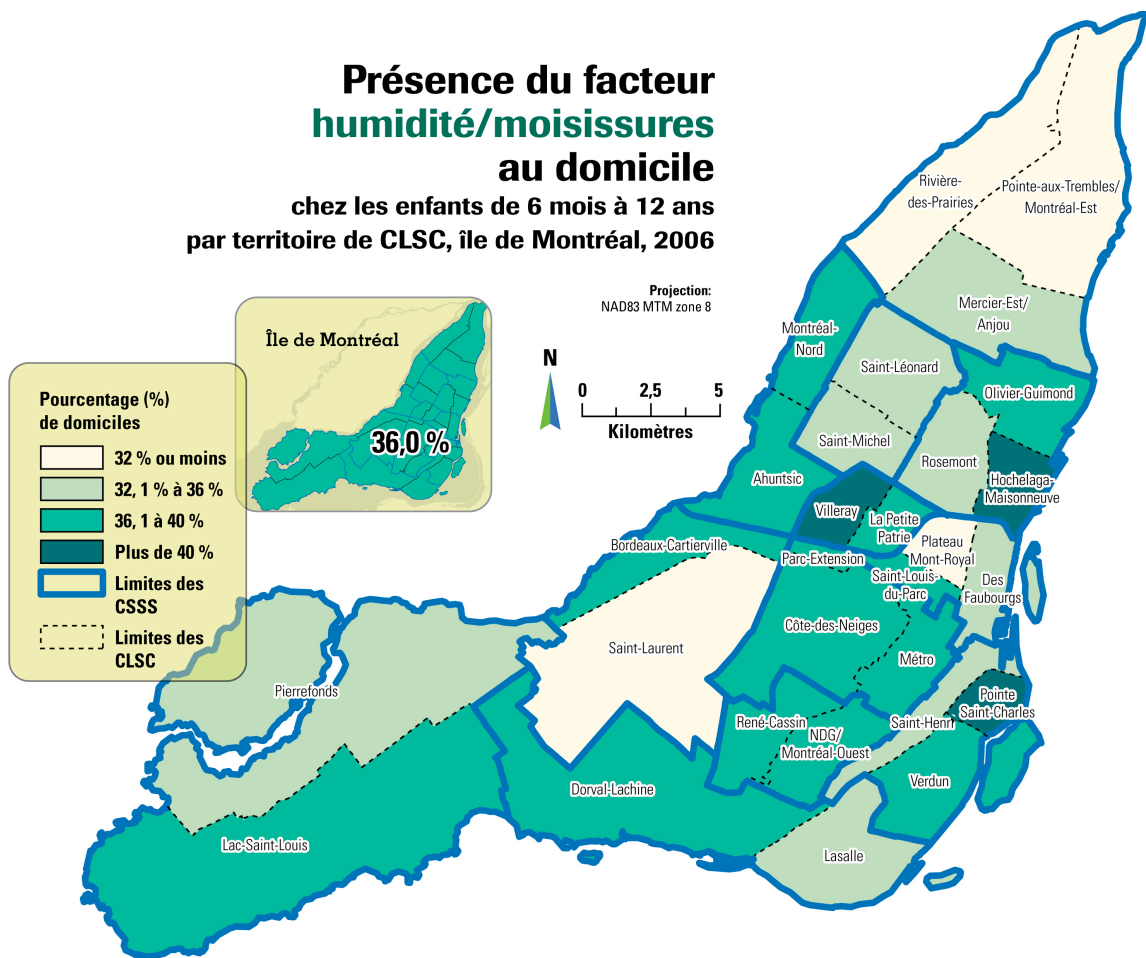 Présence du facteur
humidité/moisissures
au domicile
chez les enfants de 6 mois à 12 ans
par territoire de CLSC, île de Montréal, 2006
Projection:
NAD83 MTM zone 8
N
0 2,5 5
Kilomètres
Île de Montréal
36,0 %
Pourcentage (%)
de domiciles
32 % ou moins
32, 1 % à 36 %
36, 1 à 40 %
Plus de 40 %
Limites des
CSSS
Limites des
CLSC
Rivière-
des-Prairies
Pointe-aux-Trembles/
Montréal-Est
Mercier-Est/
Anjou
Montréal-
Nord
Saint-Léonard
Olivier-Guimond
Saint-Michel
Rosemont
Ahuntsic
Hochelaga-
Maisonneuve
Villeray
La Petite
Patrie
Bordeaux-Cartierville
Parc-Extension
Plateau
Mont-Royal
Saint-Louis-
du-Parc
Des
Faubourgs
Côte-des-Neiges
Saint-Laurent
Métro
Pierrefonds
Pointe
Saint-Charles
René-Cassin
NDG/
Montréal-Ouest
Saint-Henri
Verdun
Dorval-Lachine
Lac-Saint-Louis
Lasalle